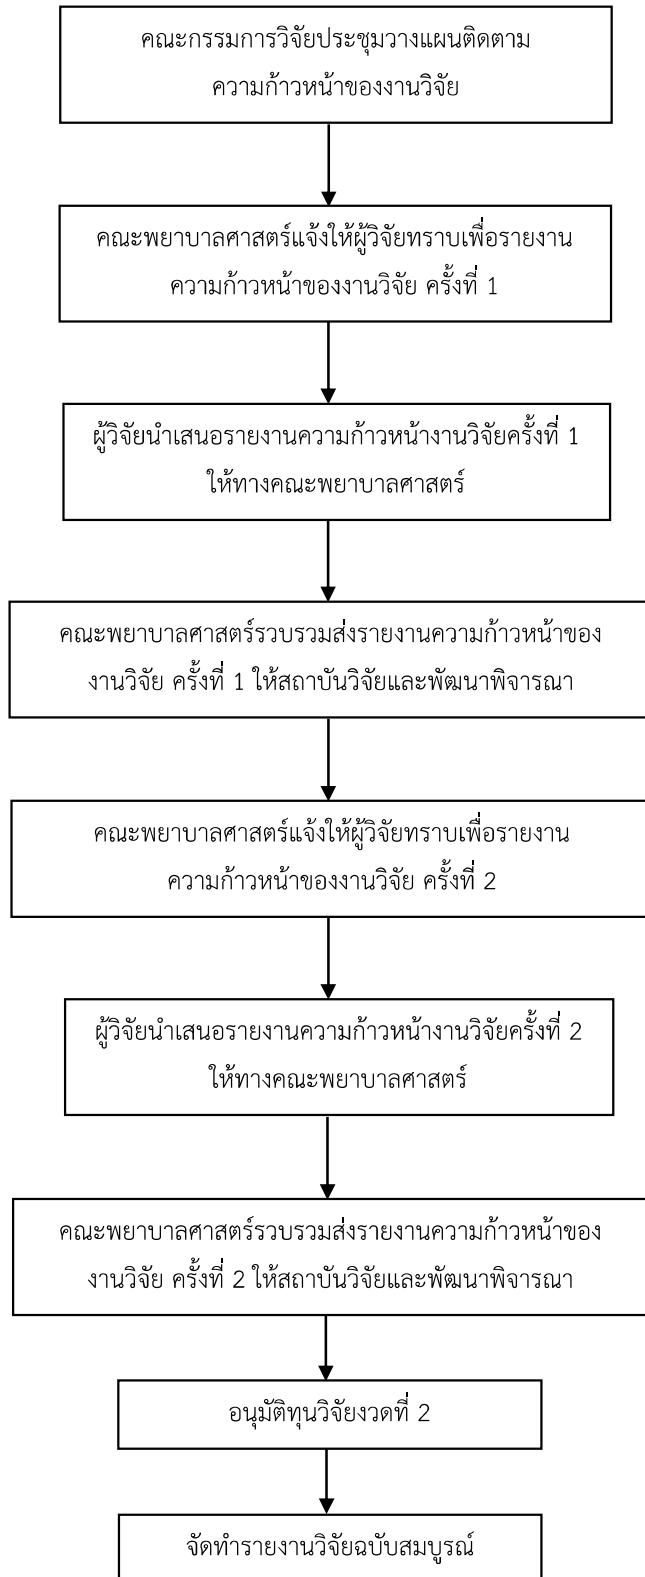 คณะกรรมการวิจัยประชุมวางแผนติดตาม
ความก้าวหน้าของงานวิจัย
คณะพยาบาลศาสตร์แจ้งให้ผู้วิจัยทราบเพื่อรายงาน
ความก้าวหน้าของงานวิจัย ครั้งที่ 1
ผู้วิจัยนำเสนอรายงานความก้าวหน้างานวิจัยครั้งที่ 1
ให้ทางคณะพยาบาลศาสตร์
คณะพยาบาลศาสตร์รวบรวมส่งรายงานความก้าวหน้าของ
งานวิจัย ครั้งที่ 1 ให้สถาบันวิจัยและพัฒนาพิจารณา
คณะพยาบาลศาสตร์แจ้งให้ผู้วิจัยทราบเพื่อรายงาน
ความก้าวหน้าของงานวิจัย ครั้งที่ 2
ผู้วิจัยนำเสนอรายงานความก้าวหน้างานวิจัยครั้งที่ 2
ให้ทางคณะพยาบาลศาสตร์
คณะพยาบาลศาสตร์รวบรวมส่งรายงานความก้าวหน้าของ
งานวิจัย ครั้งที่ 2 ให้สถาบันวิจัยและพัฒนาพิจารณา
อนุมัติทุนวิจัยงวดที่ 2
จัดทำรายงานวิจัยฉบับสมบูรณ์